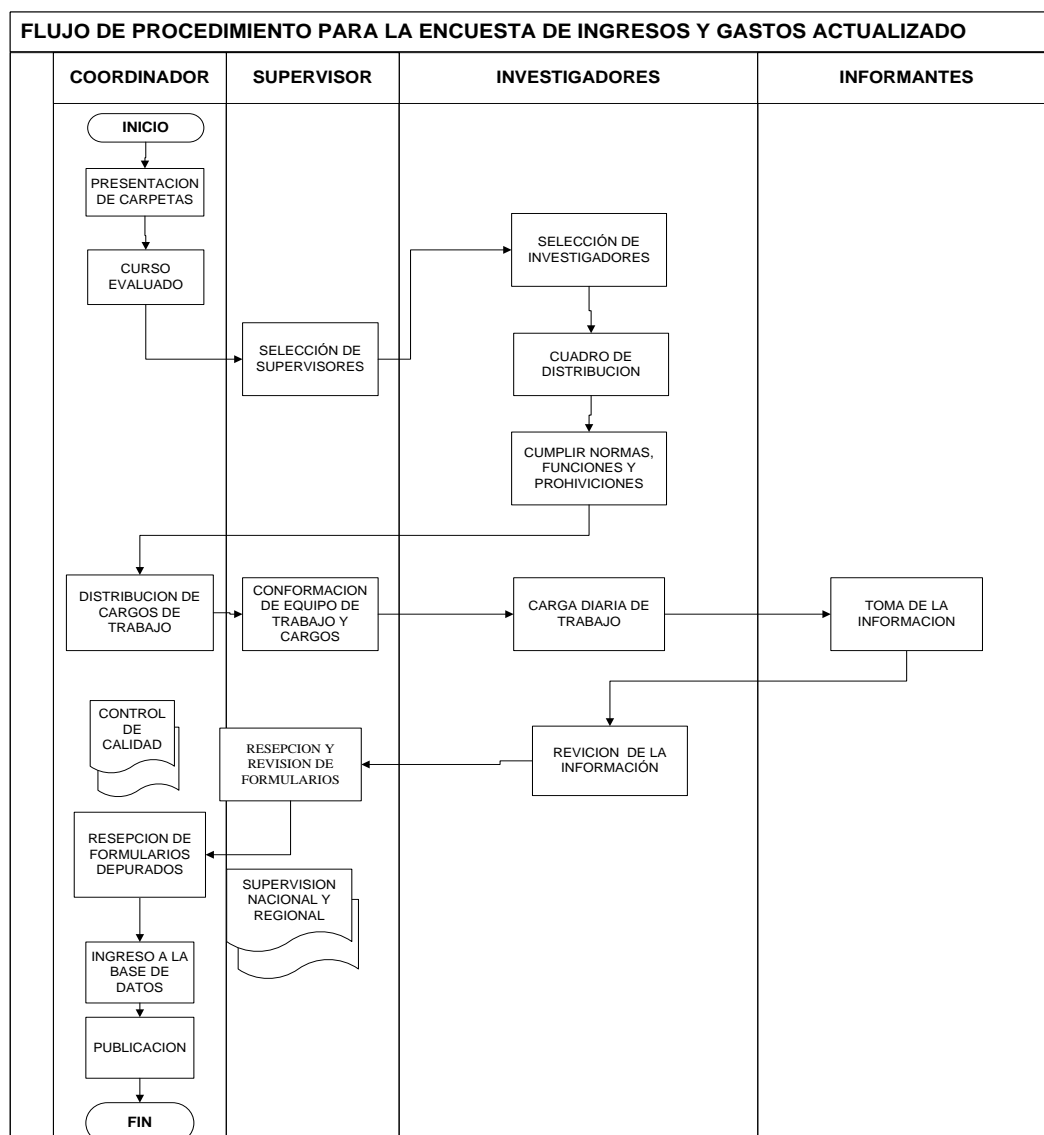 FLUJO DE PROCEDIMIENTO PARA LA ENCUESTA DE INGRESOS Y GASTOS ACTUALIZADO
COORDINADOR
SUPERVISOR
INVESTIGADORES
INFORMANTES
INICIO
PRESENTACION
DE CARPETAS
CURSO
EVALUADO
SELECCIÓN DE
SUPERVISORES
SELECCIÓN DE
INVESTIGADORES
CUADRO DE
DISTRIBUCION
CUMPLIR NORMAS,
FUNCIONES Y
PROHIVICIONES
DISTRIBUCION DE
CARGOS DE
TRABAJO
CONFORMACION
DE EQUIPO DE
TRABAJO Y
CARGOS
CARGA DIARIA DE
TRABAJO
TOMA DE LA
INFORMACION
REVICION DE LA
INFORMACIÓN
RESEPCION Y
REVISION DE
FORMULARIOS
CONTROL
DE
CALIDAD
RESEPCION DE
FORMULARIOS
DEPURADOS
SUPERVISION
NACIONAL Y
REGIONAL
INGRESO A LA
BASE DE
DATOS
PUBLICACION
FIN